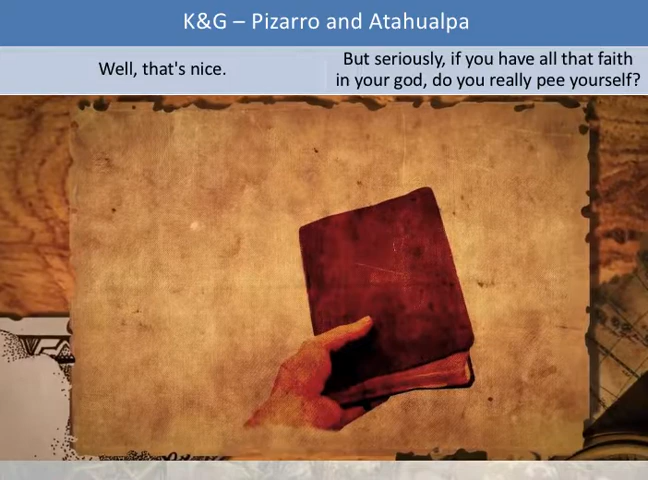 K&G – Pizarro and Atahualpa
Well, that's nice.
But seriously, if you have all that faith
in your god, do you really pee yourself?